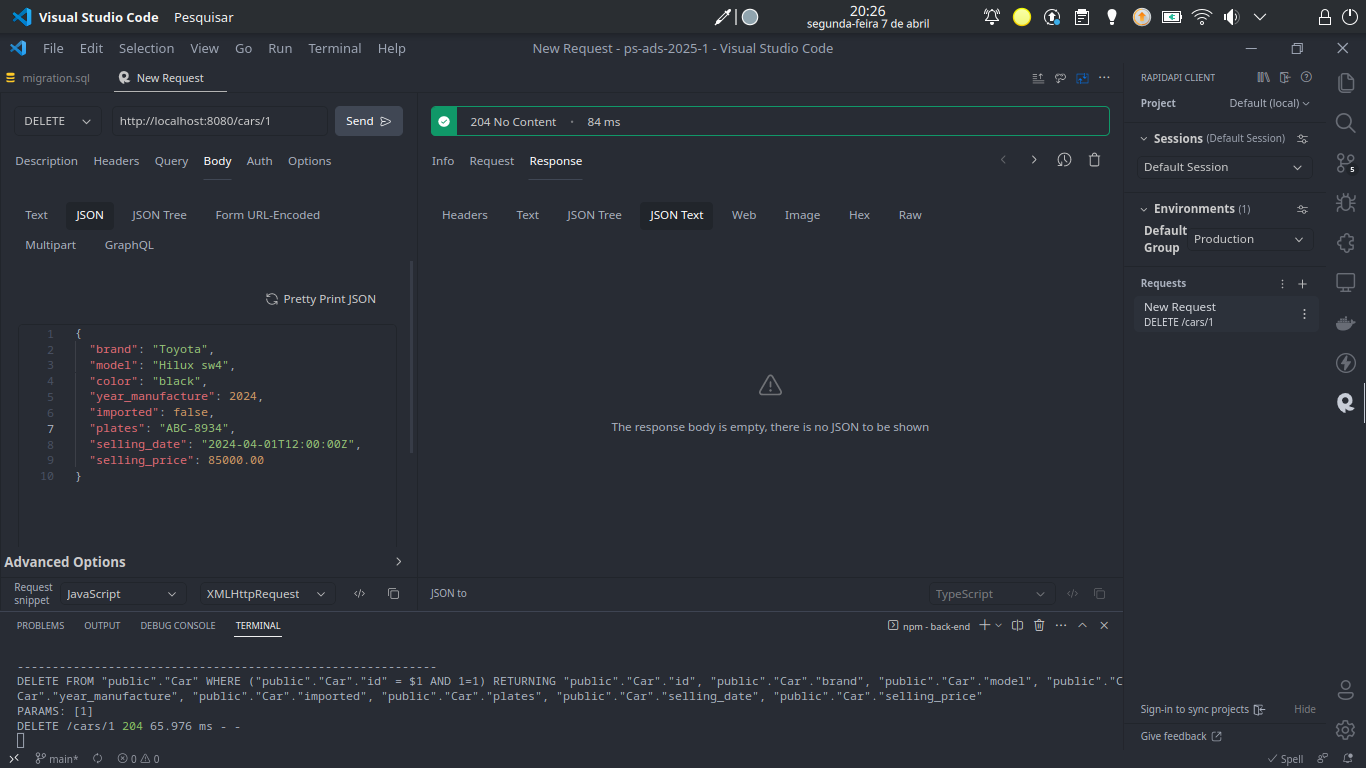 Visual Studio Code Pesquisar
20:26
segunda-feira 7 de abril
File Edit Selection View Go Run Terminal Help
New Request - ps-ads-2025-1 - Visual Studio Code
migration.sql New Request
DELETE http://localhost:8080/cars/1 Send
Description Headers Query Body Auth Options
Text JSON JSON Tree Form URL-Encoded
Multipart GraphQL
Pretty Print JSON
1 {
2 "brand": "Toyota",
3 "model": "Hilux sw4",
4 "color": "black",
5 "year_manufacture": 2024,
6 "imported": false,
7 "plates": "ABC-8934",
8 "selling_date": "2024-04-01T12:00:00Z",
9 "selling_price": 85000.00
10 }
Advanced Options
Request
snippet
JavaScript XMLHttpRequest
204 No Content · 84 ms
Info Request Response
Headers Text JSON Tree JSON Text Web Image Hex Raw
The response body is empty, there is no JSON to be shown
JSON to TypeScript
PROBLEMS OUTPUT DEBUG CONSOLE TERMINAL
npm - back-end
------------------------------------------------------------
DELETE FROM "public"."Car" WHERE ("public"."Car"."id" = $1 AND 1=1) RETURNING "public"."Car"."id", "public"."Car"."brand", "public"."Car"."model", "public"."C
Car"."year_manufacture", "public"."Car"."imported", "public"."Car"."plates", "public"."Car"."selling_date", "public"."Car"."selling_price"
PARAMS: [1]
DELETE /cars/1 204 65.976 ms - -
RAPIDAPI CLIENT
Project Default (local)
Sessions (Default Session)
Default Session
Environments (1)
Default
Group
Production
Requests
New Request
DELETE /cars/1
5
Sign-in to sync projects Hide
Give feedback
main* 0 0
Spell